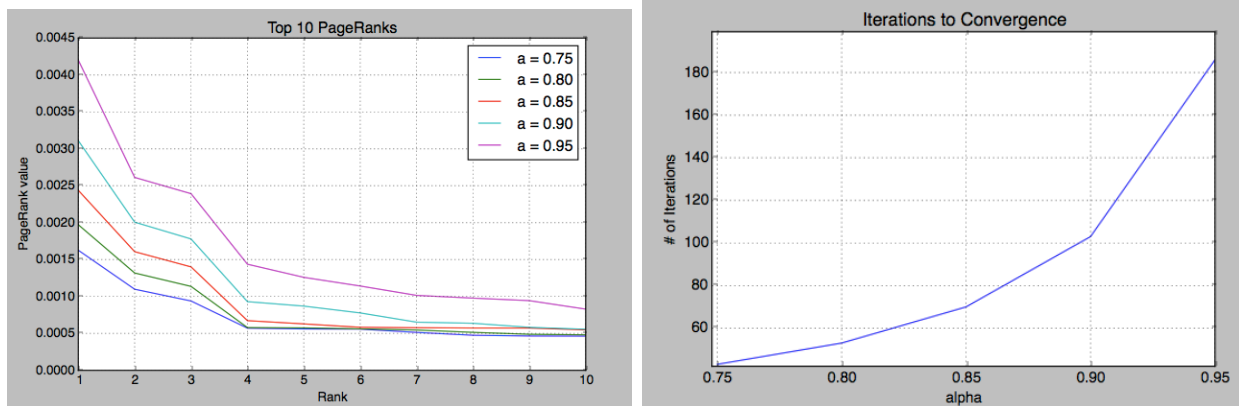 Top 10 PageRanks
0.0045
0.0040
0.0035
0.0030
0.0025
0.0020
0.0015
0.0010
0.0005
0.0000
PageRank value
a = 0.75
a = 0.80
a = 0.85
a = 0.90
a = 0.95
1 2 3 4 5 6 7 8 9 10
Rank
Iterations to Convergence
180
160
140
120
100
80
60
# of Iterations
0.75 0.80 0.85 0.90 0.95
alpha